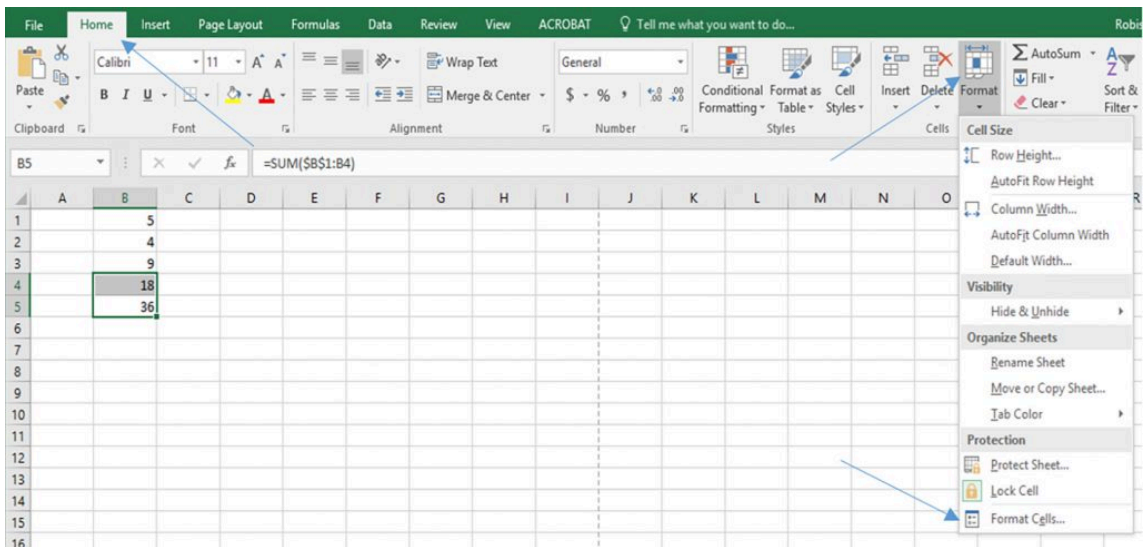 File Home Insert Page Layout Formulas Data Review View ACROBAT Tell me what you want to do...
Paste
Clipboard
Calibri 11 A A
B I U A
Font
Wrap Text
Merge & Center
Alignment
General
$ % , .0 .00 .00 .0
Number
Conditional Formatting
Format as Table
Cell Styles
Styles
Insert Delete Format
Cells
AutoSum
Fill
Clear
Sort &
Filter
B5 fx =SUM($B$1:B4)
A B C D E F G H I J K L M N O R
1 5
2 4
3 9
4 18
5 36
6
7
8
9
10
11
12
13
14
15
16
Cell Size
Row Height...
AutoFit Row Height
Column Width...
AutoFit Column Width
Default Width...
Visibility
Hide & Unhide
Organize Sheets
Rename Sheet
Move or Copy Sheet...
Tab Color
Protection
Protect Sheet...
Lock Cell
Format Cells...